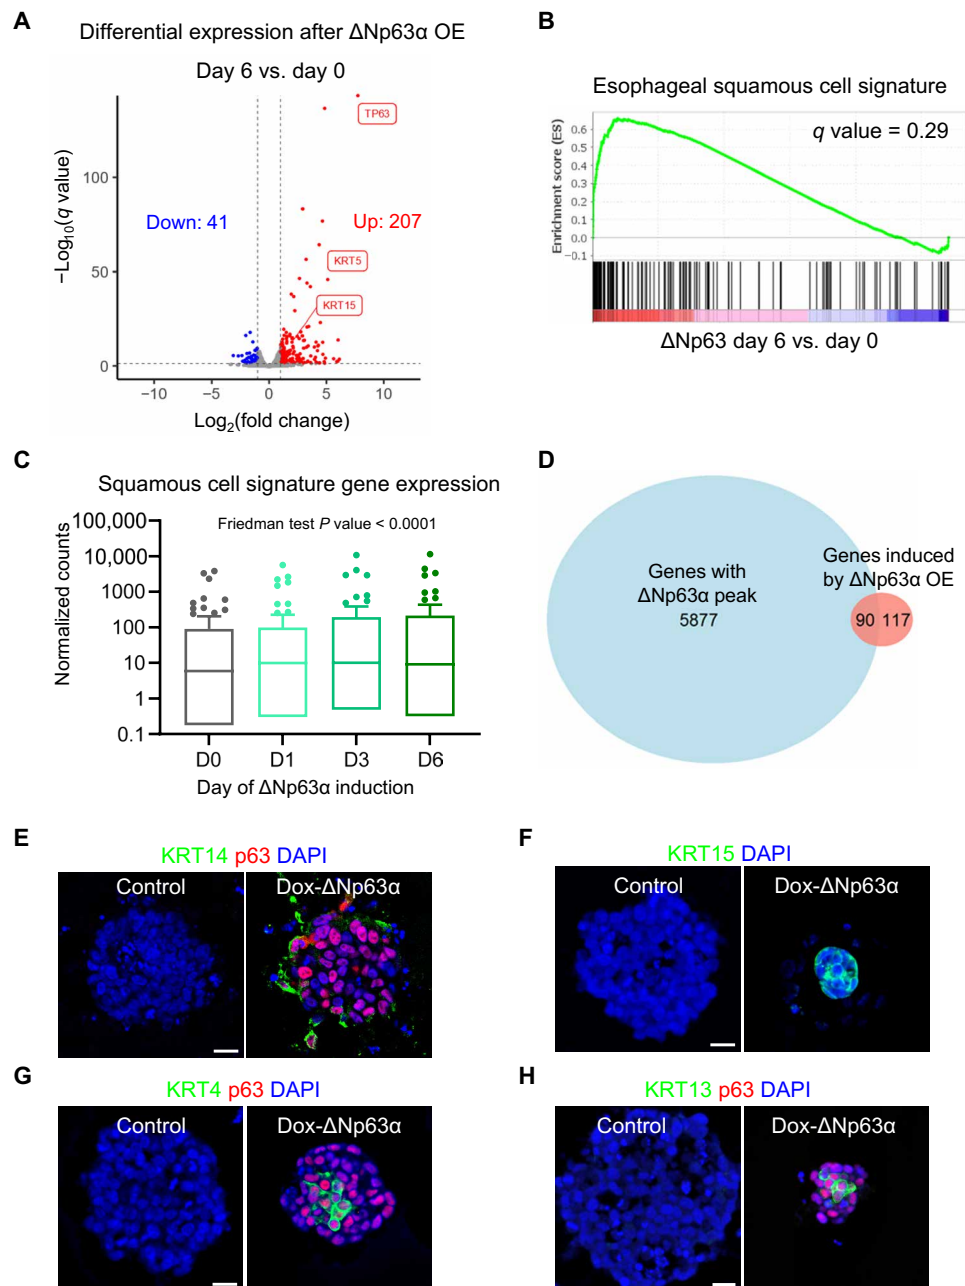 A
Differential expression after ΔNp63α OE
Day 6 vs. day 0
−Log10(q value)
100
50
0
TP63
Down: 41
Up: 207
KRT5
KRT15
−10
−5
0
5
10
Log2(fold change)
B
Esophageal squamous cell signature
q value = 0.29
Enrichment score (ES)
0.6
0.5
0.4
0.3
0.2
0.1
0.0
-0.1
ΔNp63 day 6 vs. day 0
C
Squamous cell signature gene expression
Friedman test P value < 0.0001
Normalized counts
100,000
10,000
1000
100
10
1
0.1
D0
D1
D3
D6
Day of ΔNp63α induction
D
Genes with
ΔNp63α peak
5877
Genes induced
by ΔNp63α OE
90
117
E
KRT14 p63 DAPI
Control
Dox-ΔNp63α
F
KRT15 DAPI
Control
Dox-ΔNp63α
G
KRT4 p63 DAPI
Control
Dox-ΔNp63α
H
KRT13 p63 DAPI
Control
Dox-ΔNp63α